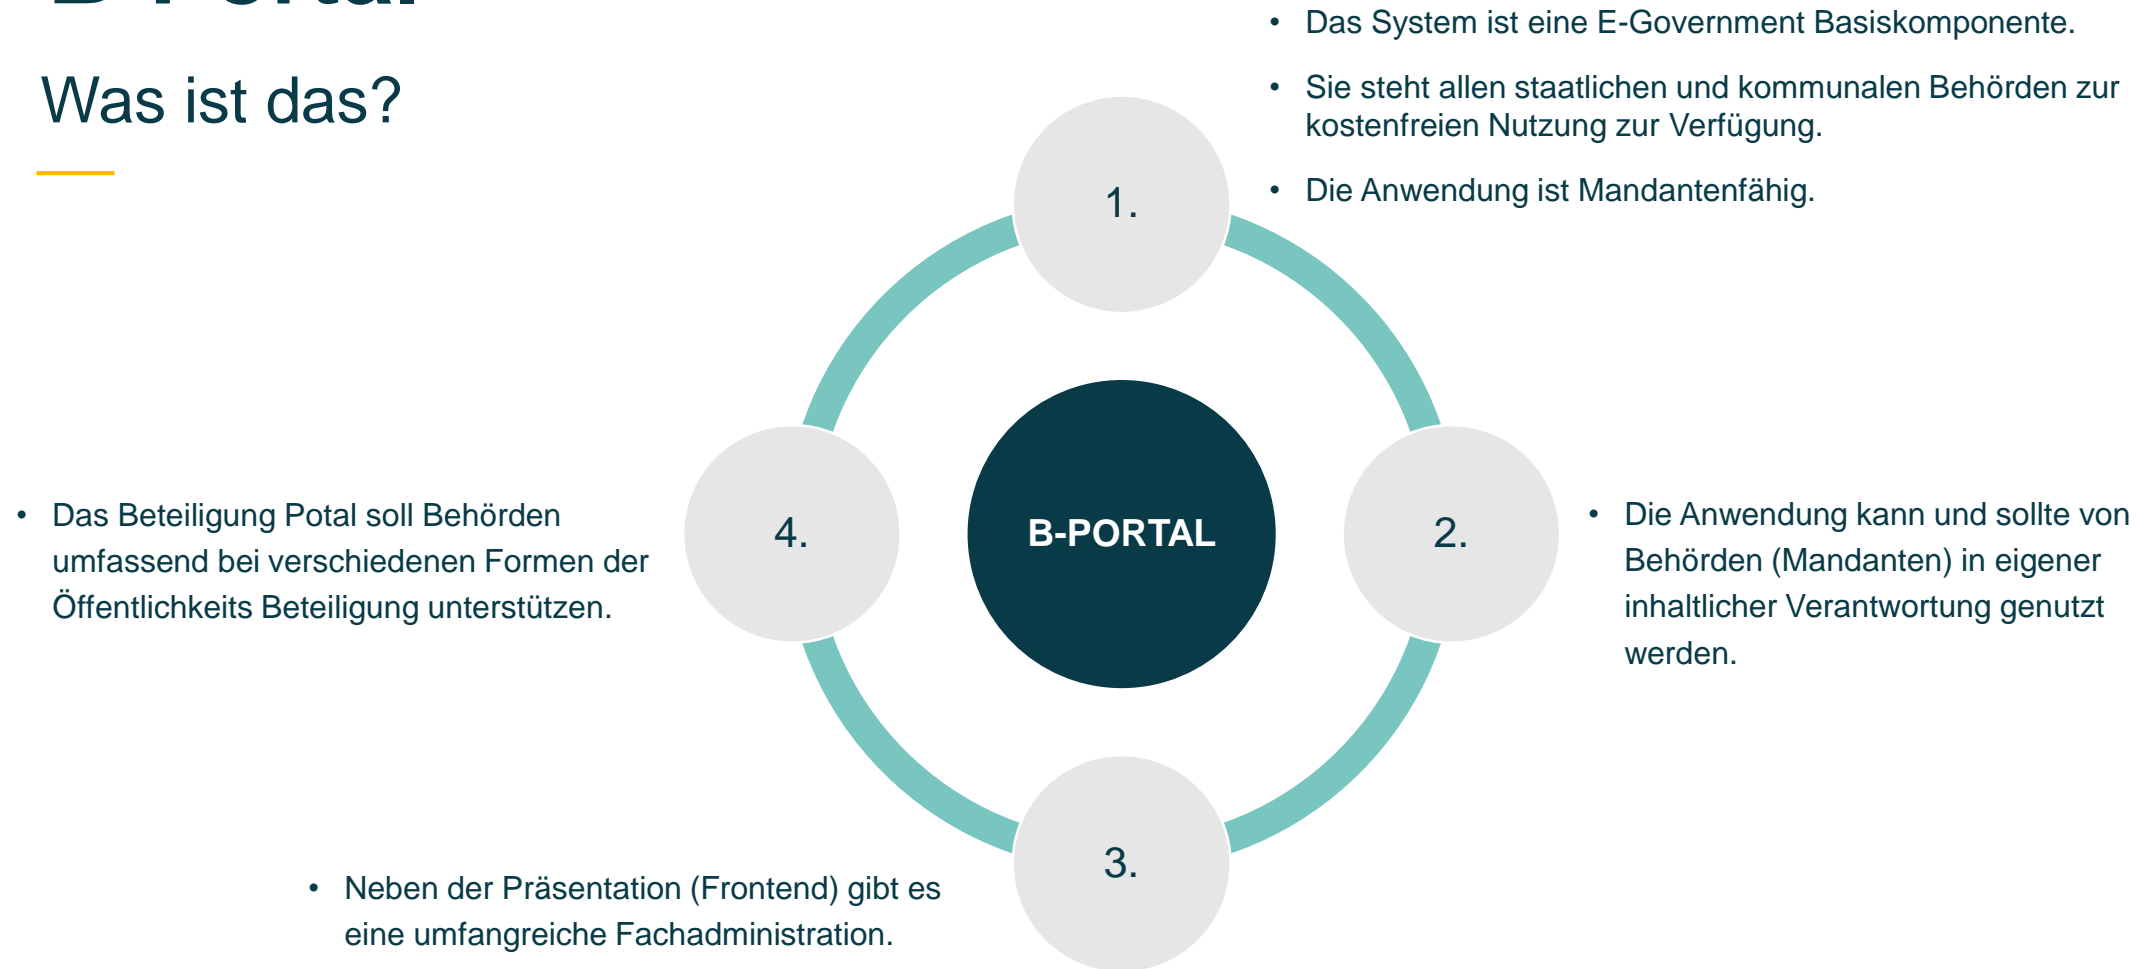 B-Portal
Was ist das?
• Das System ist eine E-Government Basiskomponente.
• Sie steht allen staatlichen und kommunalen Behörden zur
kostenfreien Nutzung zur Verfügung.
• Die Anwendung ist Mandantenfähig.
1.
B-PORTAL
2.
• Die Anwendung kann und sollte von
Behörden (Mandanten) in eigener
inhaltlicher Verantwortung genutzt
werden.
3.
• Neben der Präsentation (Frontend) gibt es
eine umfangreiche Fachadministration.
4.
• Das Beteiligung Potal soll Behörden
umfassend bei verschiedenen Formen der
Öffentlichkeits Beteiligung unterstützen.